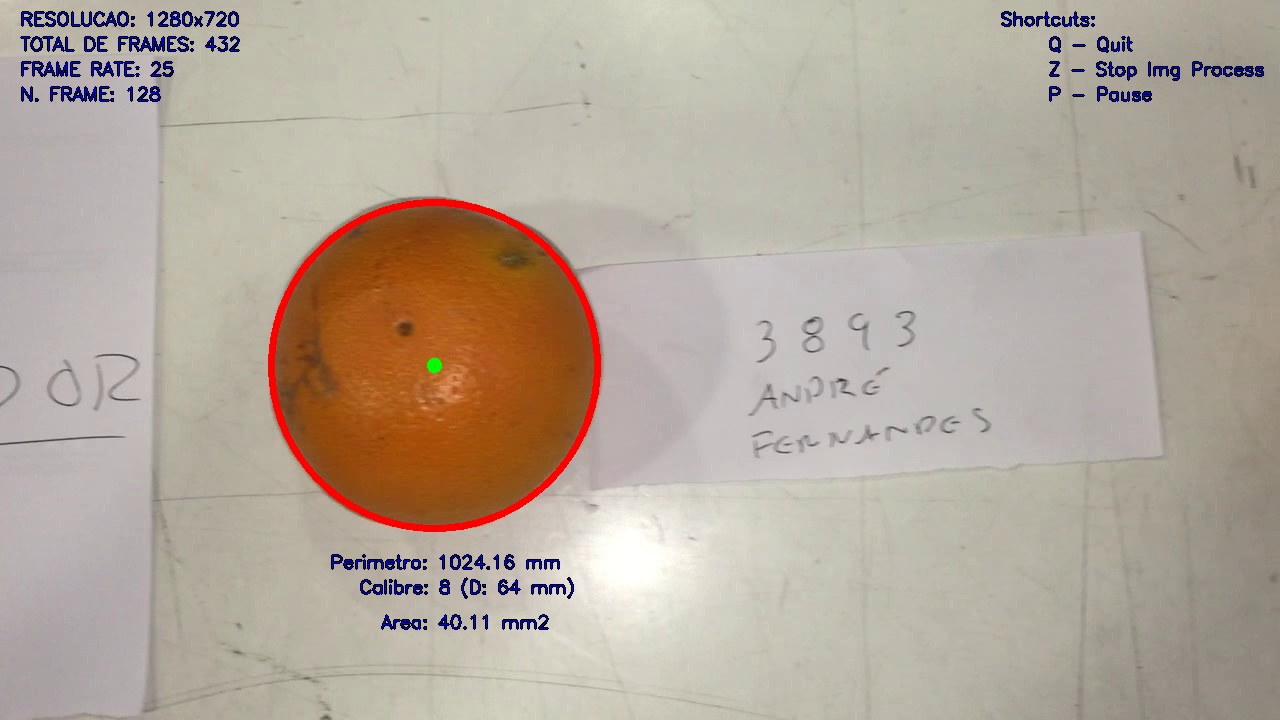 RESOLUCAO: 1280x720
TOTAL DE FRAMES: 432
FRAME RATE: 25
N. FRAME: 128
Shortcuts:
Q - Quit
Z - Stop Img Process
P - Pause
OR
3893
ANDRÉ
FERNANDES
Perimetro: 1024.16 mm
Calibre: 8 (D: 64 mm)
Area: 40.11 mm2